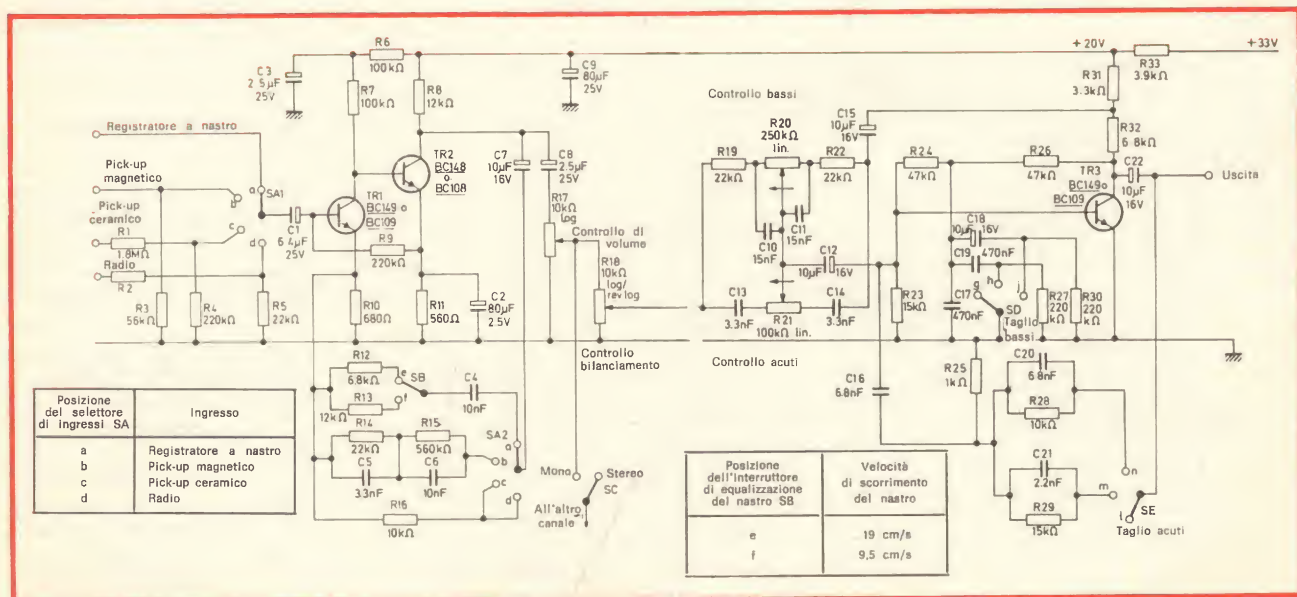 R6
100kΩ
C3
2.5µF
25V
R7
100kΩ
R8
12kΩ
C9
80µF
25V
+20V
+33V
R33
3.9kΩ
R31
3.3kΩ
R32
6.8kΩ
Registratore a nastro
Pick-up
magnetico
Pick-up
ceramico
R1
1.8MΩ
Radio
R2
R3
56kΩ
R4
220kΩ
R5
22kΩ
a
b
SA1
c
d
C1
6.4µF
25V
TR1
BC149 o
BC109
TR2
BC148
o
BC108
R9
220kΩ
R10
680Ω
R11
560Ω
C2
80µF
2.5V
C7
10µF
16V
C8
2.5µF
25V
R17
10kΩ
log
Controllo di
volume
R18
10kΩ
log/
rev log
Controllo
bilanciamento
R12
6.8kΩ
R13
12kΩ
e
SB
f
C4
10nF
R14
22kΩ
R15
560kΩ
C5
3.3nF
C6
10nF
R16
10kΩ
SA2
a
b
c
d
Mono
Stereo
SC
All'altro
canale
Controllo bassi
R20
250kΩ
lin.
R19
22kΩ
R22
22kΩ
C10
15nF
C11
15nF
C12
10µF
16V
C13
3.3nF
R21
100kΩ lin.
C14
3.3nF
Controllo acuti
C15
10µF
16V
R24
47kΩ
R26
47kΩ
TR3
BC149 o
BC109
C22
10µF
16V
Uscita
R23
15kΩ
C18
10µF
16V
C19
470nF
C17
470nF
g
h
j
SD
Taglio
bassi
R27
220
kΩ
R30
220
kΩ
C16
6.8nF
R25
1kΩ
C20
6.8nF
R28
10kΩ
C21
2.2nF
R29
15kΩ
n
m
l
SE
Taglio acuti
Posizione
del selettore
di ingressi SA
Ingresso
a Registratore a nastro
b Pick-up magnetico
c Pick-up ceramico
d Radio
Posizione
dell'interruttore
di equalizzazione
del nastro SB
Velocità
di scorrimento
del nastro
e 19 cm/s
f 9,5 cm/s